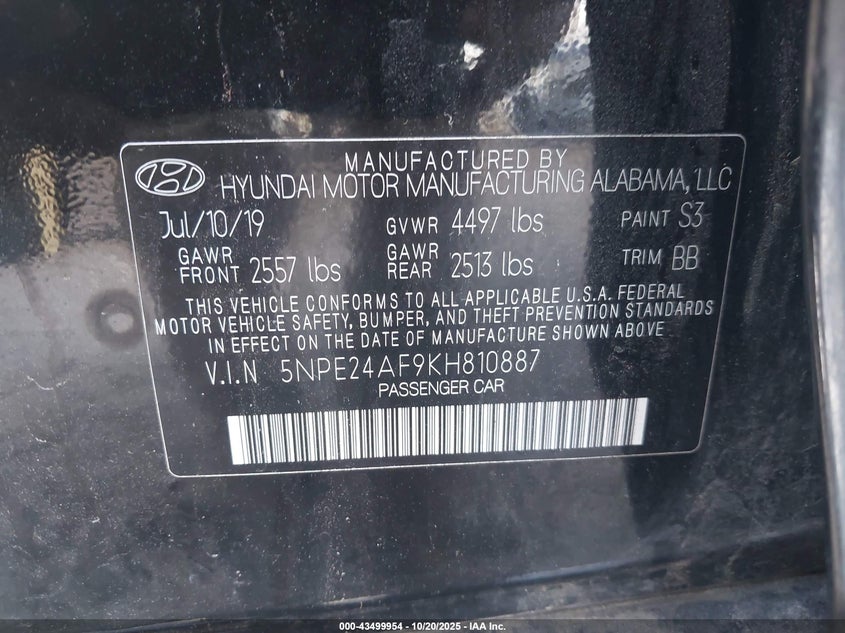 MANUFACTURED BY
HYUNDAI MOTOR MANUFACTURING ALABAMA, LLC
Jul/10/19 GVWR 4497 lbs PAINT S3
GAWR FRONT 2557 lbs GAWR REAR 2513 lbs TRIM BB
THIS VEHICLE CONFORMS TO ALL APPLICABLE U.S.A. FEDERAL
MOTOR VEHICLE SAFETY, BUMPER, AND THEFT PREVENTION STANDARDS
IN EFFECT ON THE DATE OF MANUFACTURE SHOWN ABOVE
V.I.N 5NPE24AF9KH810887
PASSENGER CAR
000-43499954 - 10/20/2025 - IAA Inc.